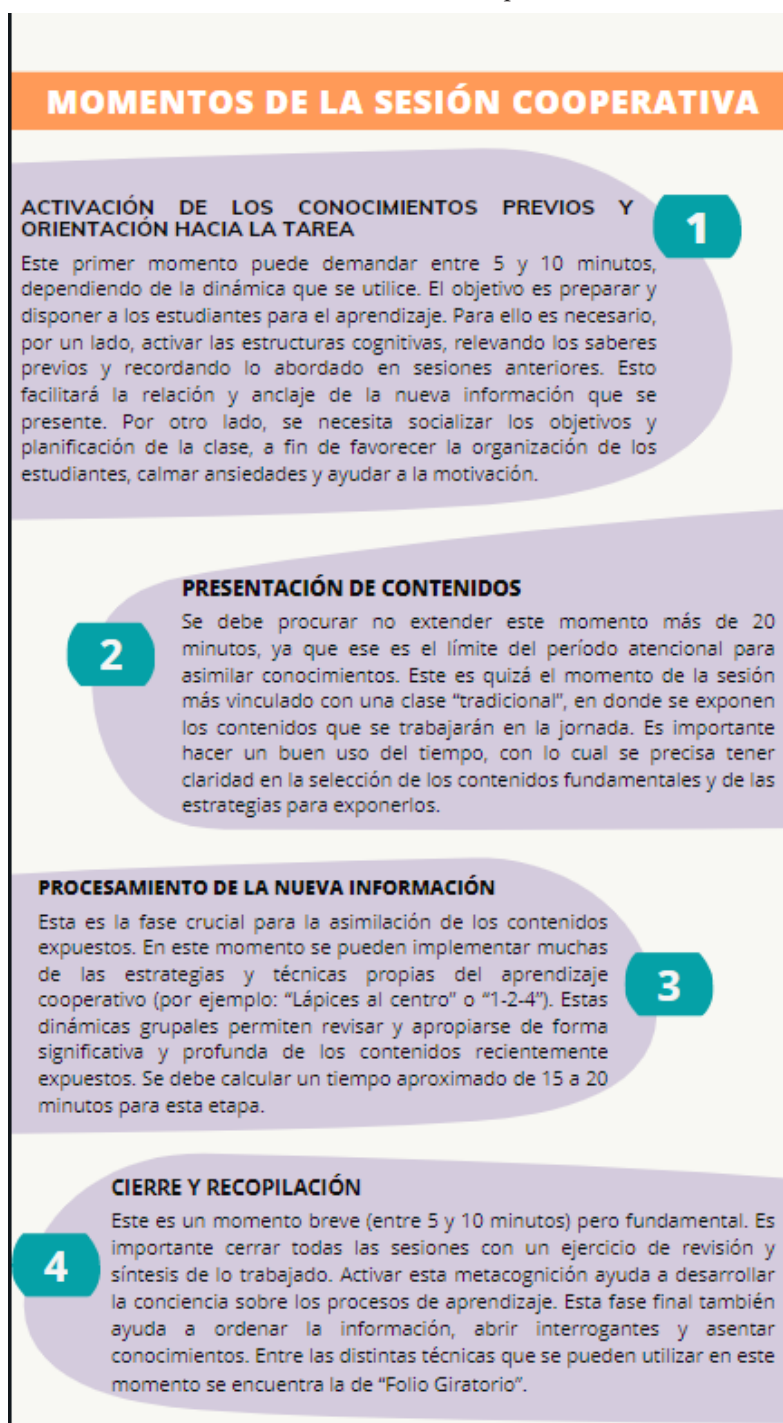 MOMENTOS DE LA SESIÓN COOPERATIVA
ACTIVACIÓN DE LOS CONOCIMIENTOS PREVIOS Y
ORIENTACIÓN HACIA LA TAREA
1
Este primer momento puede demandar entre 5 y 10 minutos,
dependiendo de la dinámica que se utilice. El objetivo es preparar y
disponer a los estudiantes para el aprendizaje. Para ello es necesario,
por un lado, activar las estructuras cognitivas, relevando los saberes
previos y recordando lo abordado en sesiones anteriores. Esto
facilitará la relación y anclaje de la nueva información que se
presente. Por otro lado, se necesita socializar los objetivos y
planificación de la clase, a fin de favorecer la organización de los
estudiantes, calmar ansiedades y ayudar a la motivación.
PRESENTACIÓN DE CONTENIDOS
2
Se debe procurar no extender este momento más de 20
minutos, ya que ese es el límite del período atencional para
asimilar conocimientos. Este es quizá el momento de la sesión
más vinculado con una clase “tradicional”, en donde se exponen
los contenidos que se trabajarán en la jornada. Es importante
hacer un buen uso del tiempo, con lo cual se precisa tener
claridad en la selección de los contenidos fundamentales y de las
estrategias para exponerlos.
PROCESAMIENTO DE LA NUEVA INFORMACIÓN
3
Esta es la fase crucial para la asimilación de los contenidos
expuestos. En este momento se pueden implementar muchas
de las estrategias y técnicas propias del aprendizaje
cooperativo (por ejemplo: “Lápices al centro” o “1-2-4”). Estas
dinámicas grupales permiten revisar y apropiarse de forma
significativa y profunda de los contenidos recientemente
expuestos. Se debe calcular un tiempo aproximado de 15 a 20
minutos para esta etapa.
CIERRE Y RECOPILACIÓN
4
Este es un momento breve (entre 5 y 10 minutos) pero fundamental. Es
importante cerrar todas las sesiones con un ejercicio de revisión y
síntesis de lo trabajado. Activar esta metacognición ayuda a desarrollar
la conciencia sobre los procesos de aprendizaje. Esta fase final también
ayuda a ordenar la información, abrir interrogantes y asentar
conocimientos. Entre las distintas técnicas que se pueden utilizar en este
momento se encuentra la de “Folio Giratorio”.